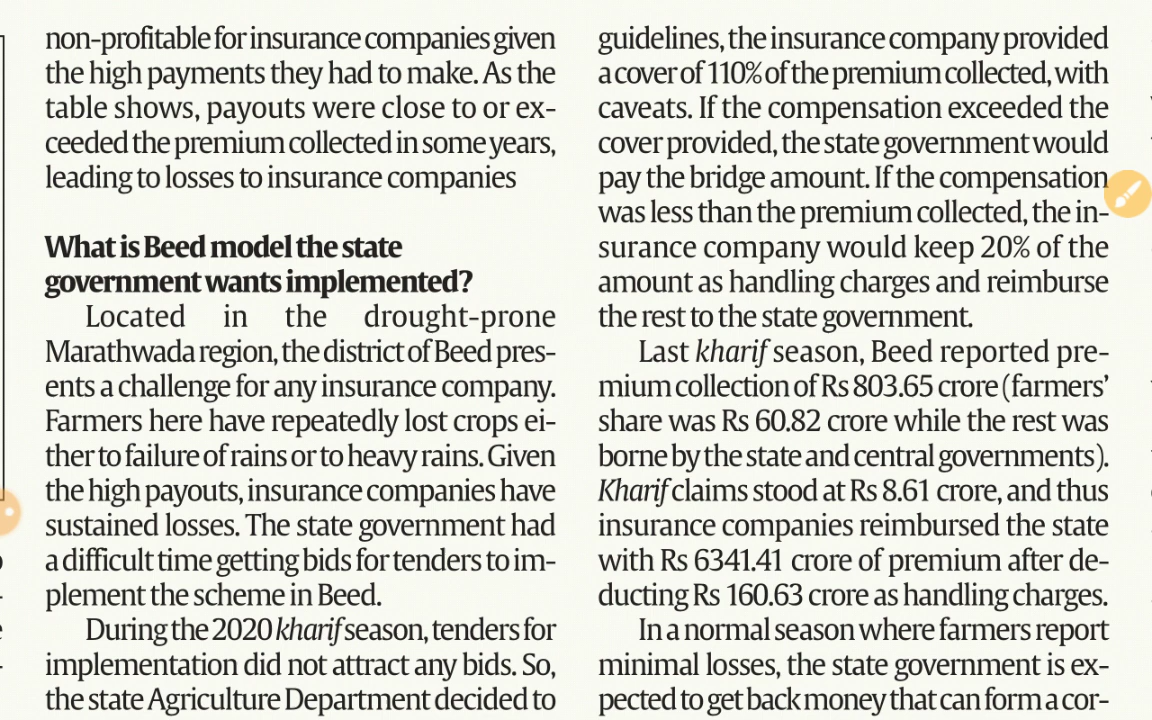 non-profitable for insurance companies given
the high payments they had to make. As the
table shows, payouts were close to or ex-
ceeded the premium collected in some years,
leading to losses to insurance companies
What is Beed model the state
government wants implemented?
Located in the drought-prone
Marathwada region, the district of Beed pres-
ents a challenge for any insurance company.
Farmers here have repeatedly lost crops ei-
ther to failure of rains or to heavy rains. Given
the high payouts, insurance companies have
sustained losses. The state government had
a difficult time getting bids for tenders to im-
plement the scheme in Beed.
During the 2020 kharif season, tenders for
implementation did not attract any bids. So,
the state Agriculture Department decided to
guidelines, the insurance company provided
a cover of 110% of the premium collected, with
caveats. If the compensation exceeded the
cover provided, the state government would
pay the bridge amount. If the compensation
was less than the premium collected, the in-
surance company would keep 20% of the
amount as handling charges and reimburse
the rest to the state government.
Last kharif season, Beed reported pre-
mium collection of Rs 803.65 crore (farmers'
share was Rs 60.82 crore while the rest was
borne by the state and central governments).
Kharif claims stood at Rs 8.61 crore, and thus
insurance companies reimbursed the state
with Rs 6341.41 crore of premium after de-
ducting Rs 160.63 crore as handling charges.
In a normal season where farmers report
minimal losses, the state government is ex-
pected to get back money that can form a cor-